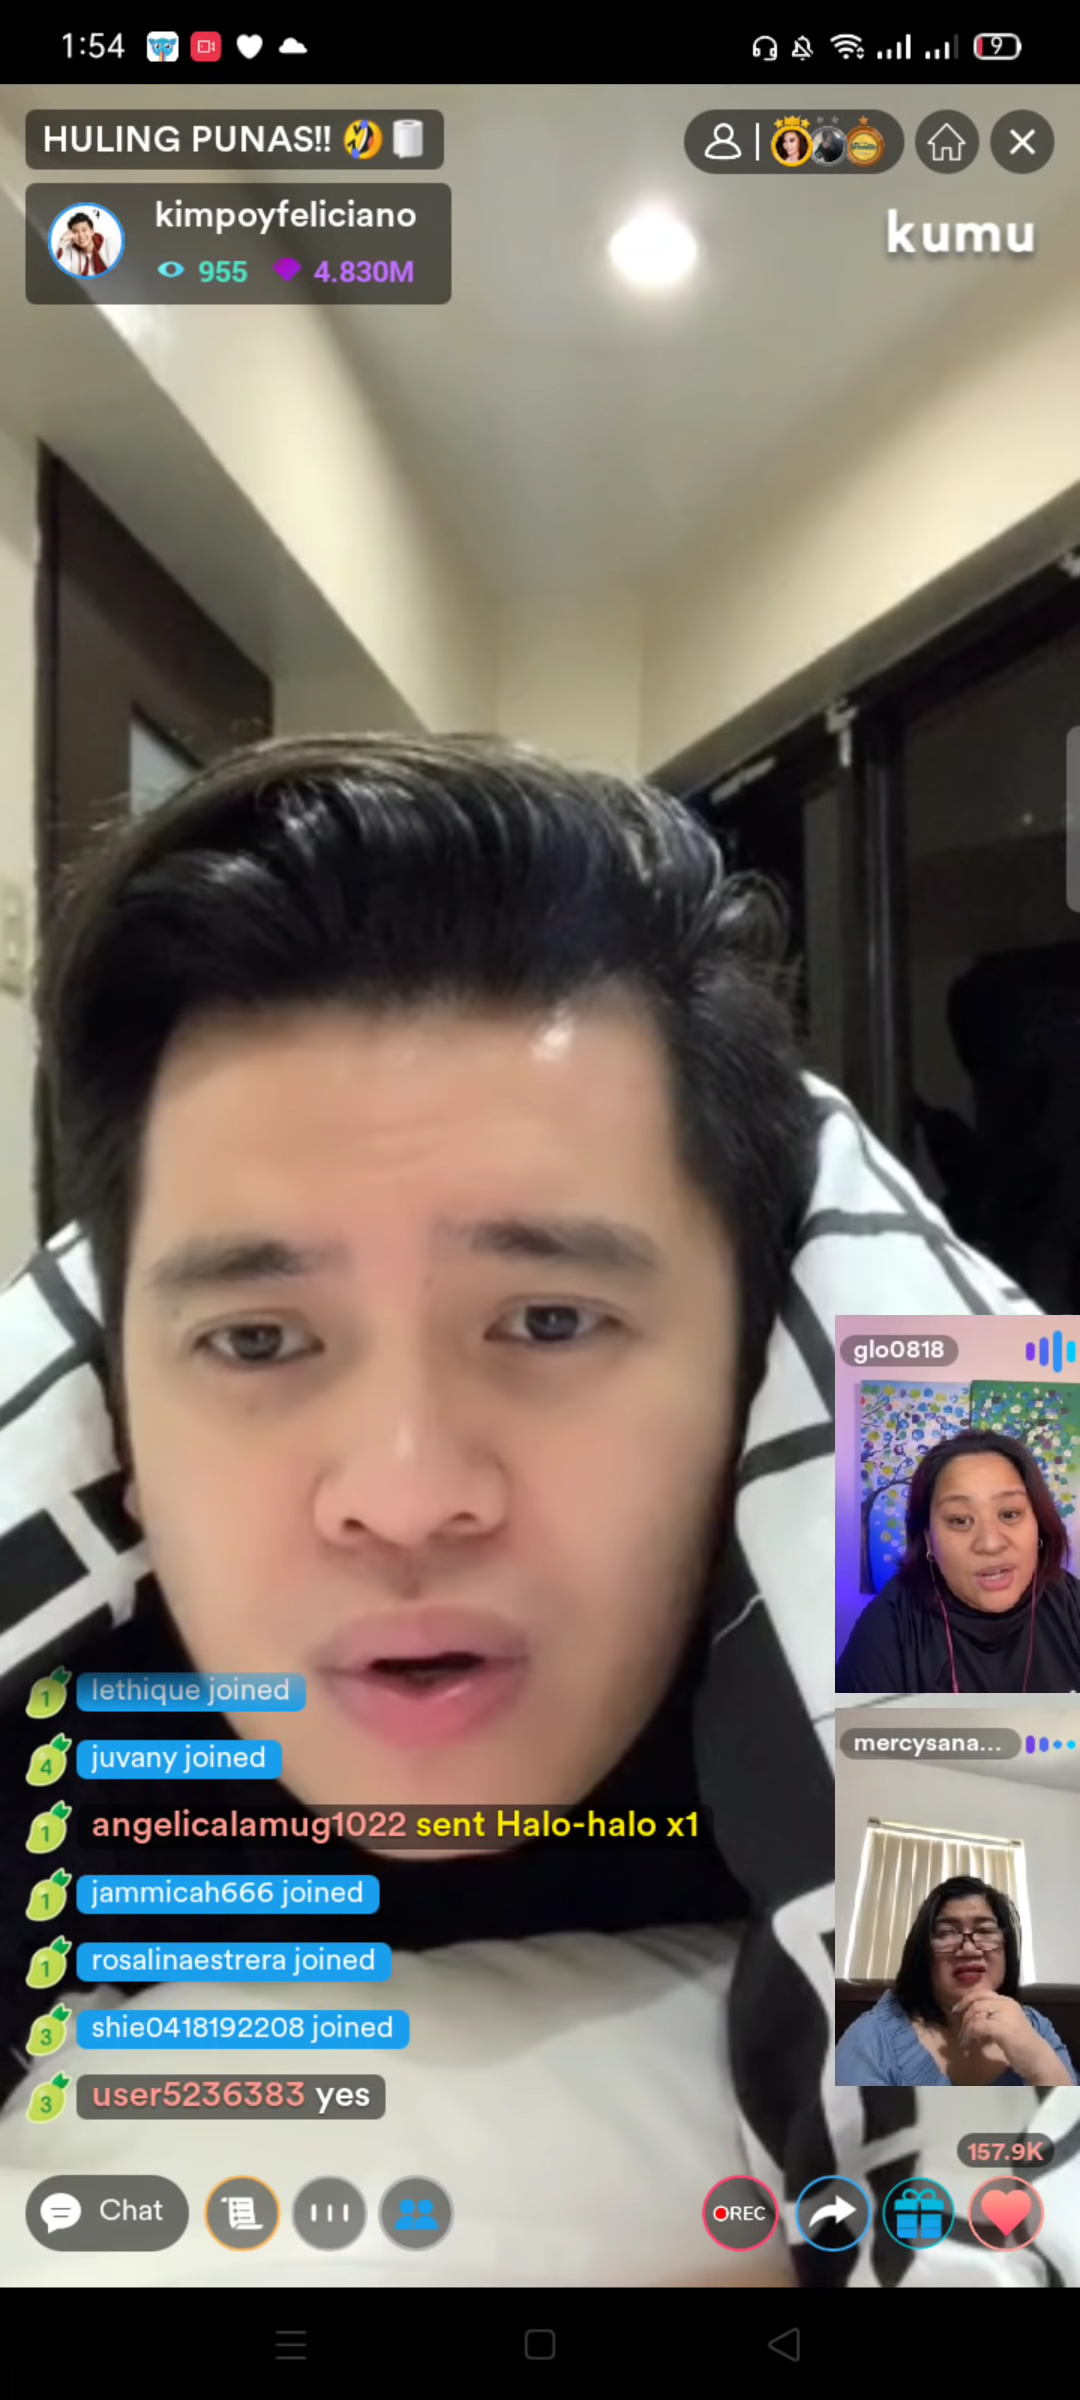 1:54
9
HULING PUNAS!! 🤣🧻
kimpoyfeliciano
955 4.830M
kumu
glo0818
lethique joined
mercysana...
juvany joined
angelicalamug1022 sent Halo-halo x1
jammicah666 joined
rosalinaestrera joined
shie0418192208 joined
user5236383 yes
1
4
1
1
1
3
3
157.9K
Chat
REC